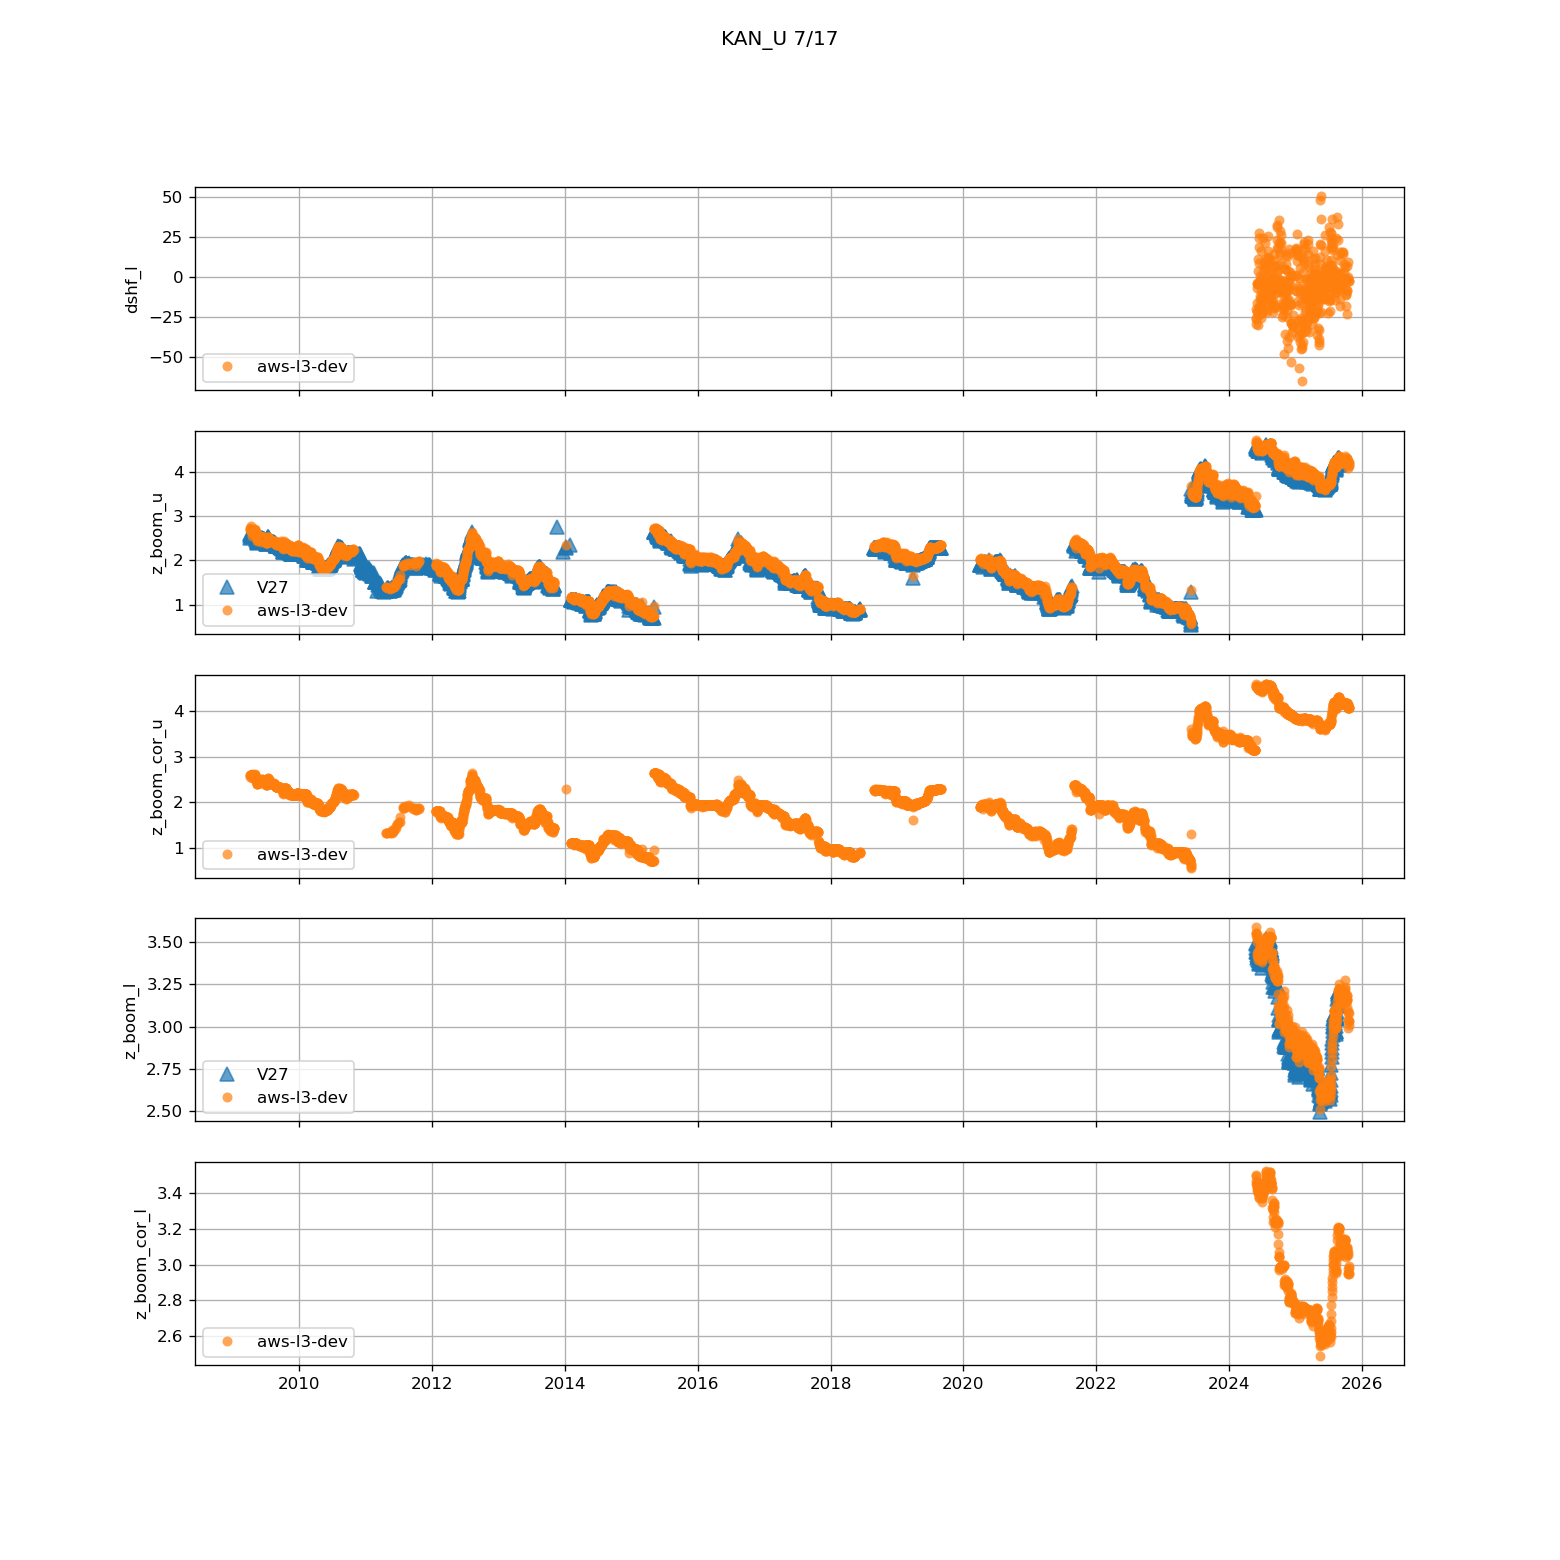 KAN_U 7/17
50
25
0
−25
−50
dshf_l
aws-l3-dev
4
3
2
1
z_boom_u
V27
aws-l3-dev
4
3
2
1
z_boom_cor_u
aws-l3-dev
3.50
3.25
3.00
2.75
2.50
z_boom_l
V27
aws-l3-dev
3.4
3.2
3.0
2.8
2.6
z_boom_cor_l
aws-l3-dev
2010 2012 2014 2016 2018 2020 2022 2024 2026